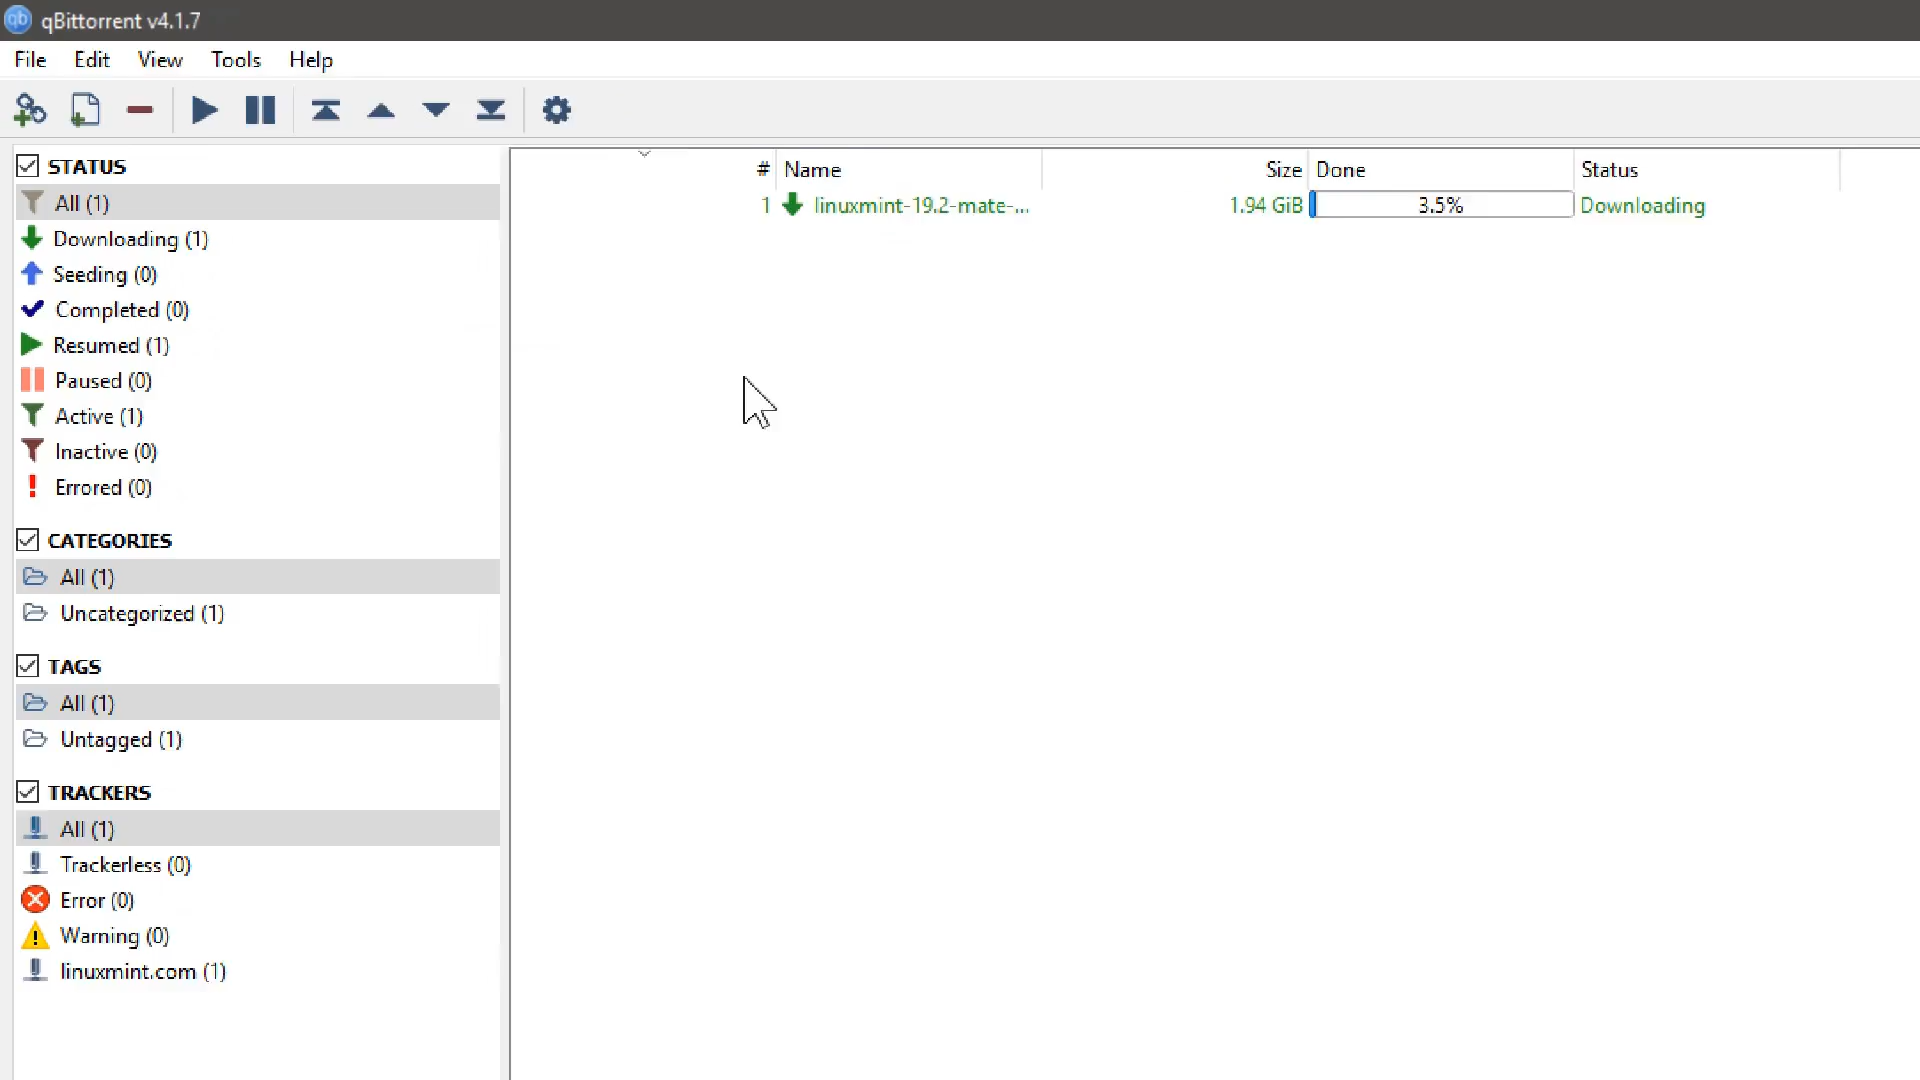 qb qBittorrent v4.1.7
File Edit View Tools Help
STATUS
All (1)
Downloading (1)
Seeding (0)
Completed (0)
Resumed (1)
Paused (0)
Active (1)
Inactive (0)
Errored (0)
CATEGORIES
All (1)
Uncategorized (1)
TAGS
All (1)
Untagged (1)
TRACKERS
All (1)
Trackerless (0)
Error (0)
Warning (0)
linuxmint.com (1)
# Name Size Done Status
1 linuxmint-19.2-mate-... 1.94 GiB 3.5% Downloading